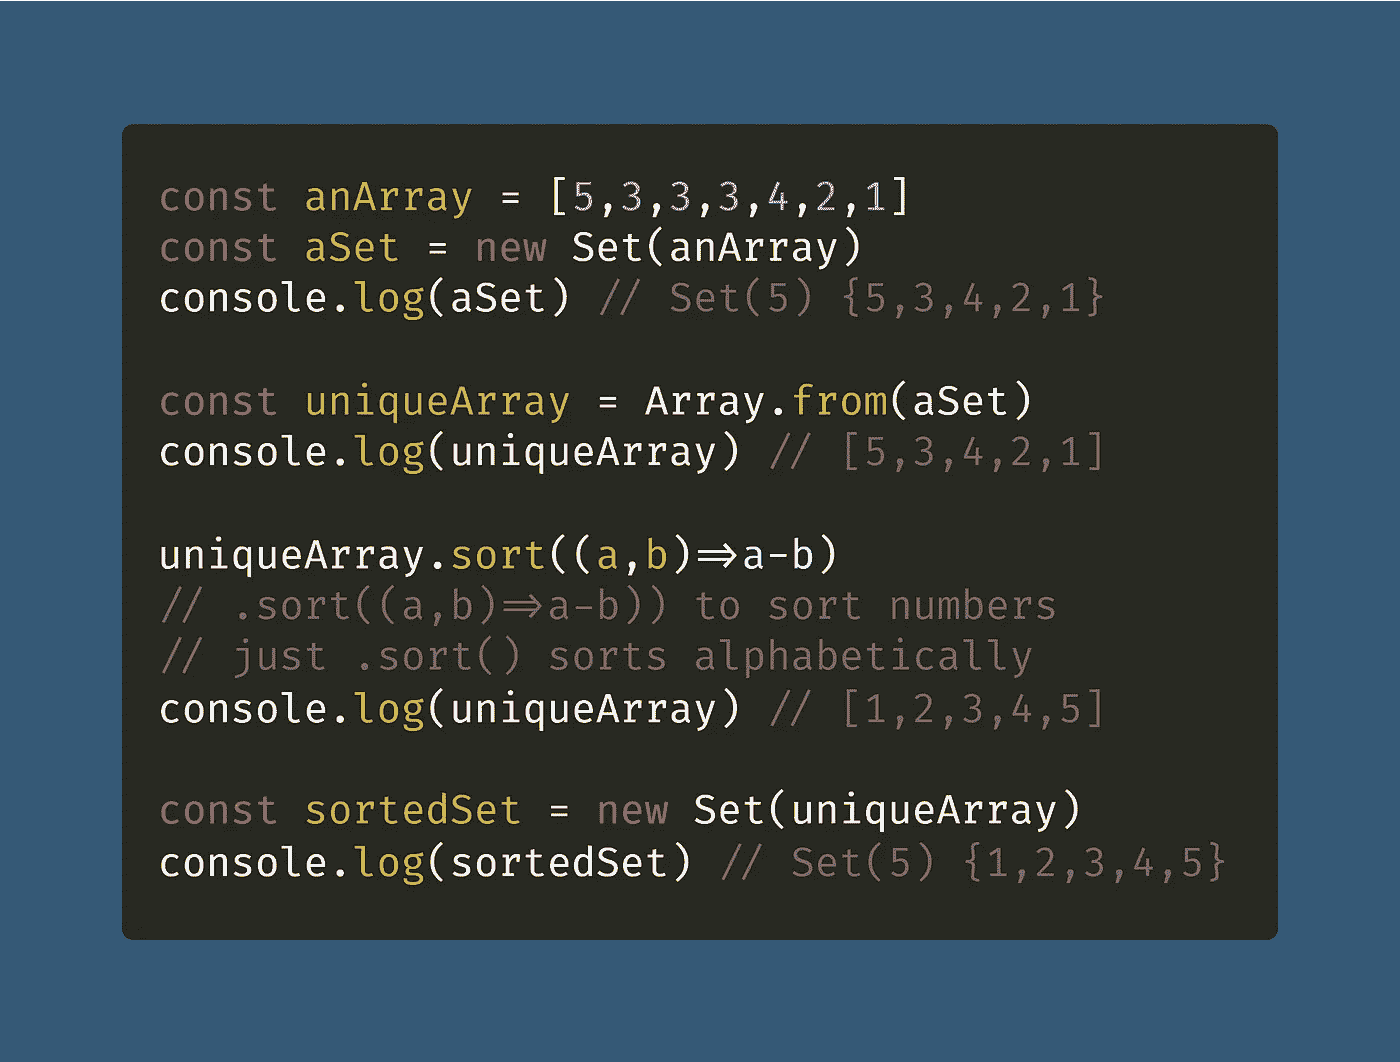 const anArray = [5,3,3,3,4,2,1]
const aSet = new Set(anArray)
console.log(aSet) // Set(5) {5,3,4,2,1}
const uniqueArray = Array.from(aSet)
console.log(uniqueArray) // [5,3,4,2,1]
uniqueArray.sort((a,b)=>a-b)
// .sort((a,b)=>a-b)) to sort numbers
// just .sort() sorts alphabetically
console.log(uniqueArray) // [1,2,3,4,5]
const sortedSet = new Set(uniqueArray)
console.log(sortedSet) // Set(5) {1,2,3,4,5}